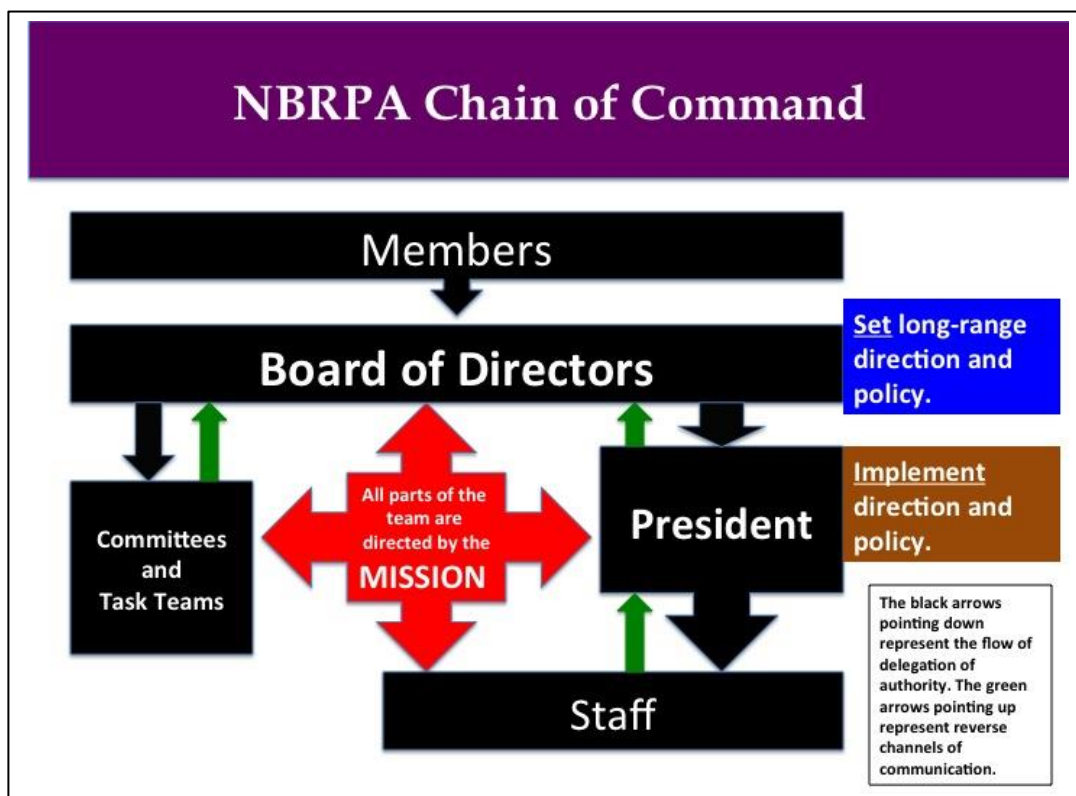 NBRPA Chain of Command
Members
Board of Directors
Set long-range
direction and
policy.
Committees
and
Task Teams
All parts of the
team are
directed by the
MISSION
President
Implement
direction and
policy.
Staff
The black arrows
pointing down
represent the flow of
delegation of
authority. The green
arrows pointing up
represent reverse
channels of
communication.